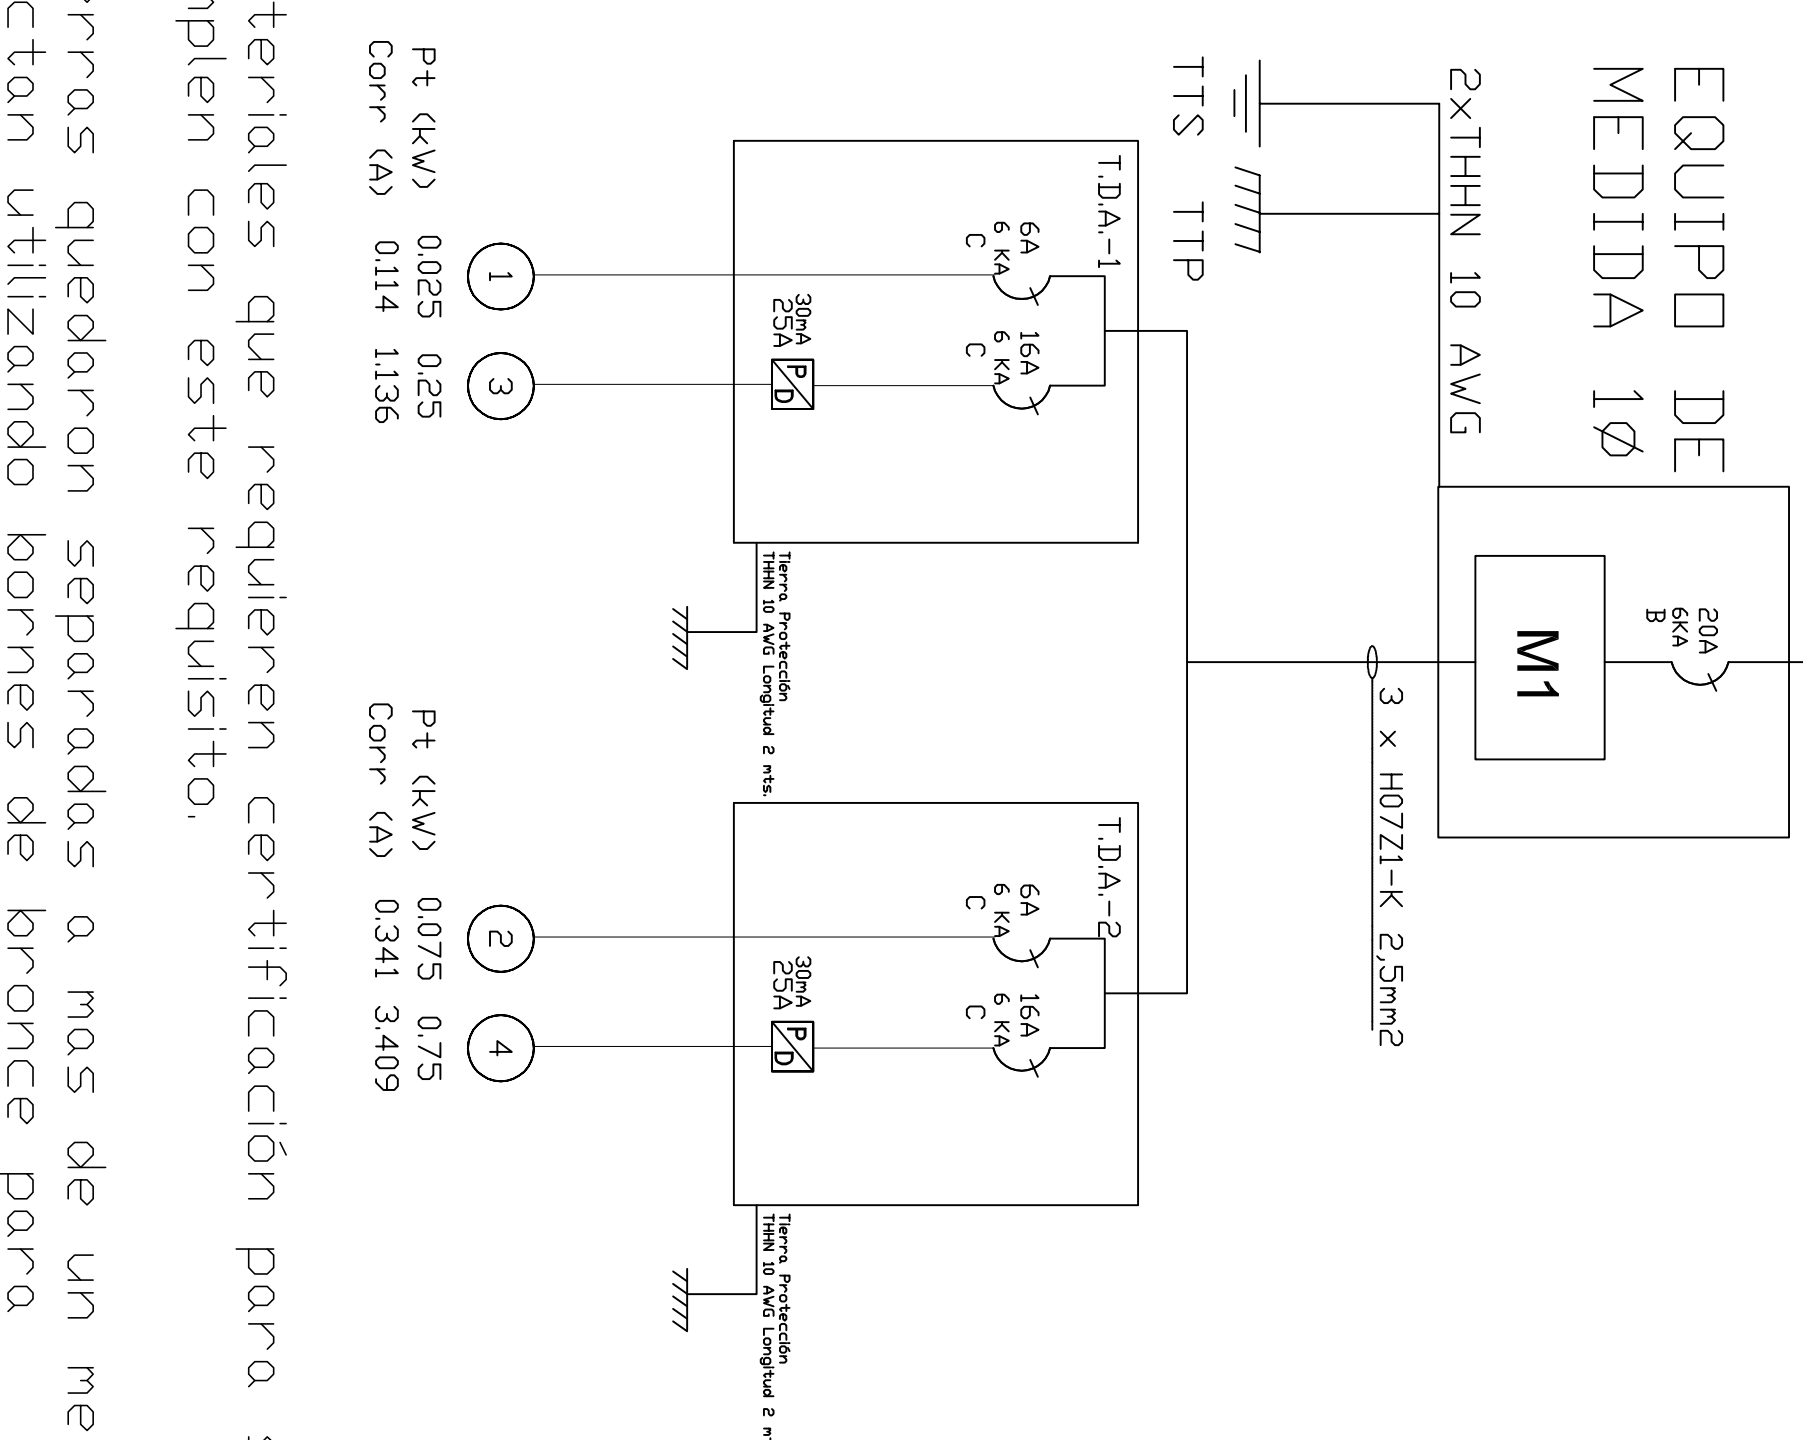 EQUIPO DE
MEDIDA 1Ø
20A
6KA
B
M1
2xTHHN 10 AWG
3 x H07Z1-K 2,5mm2
TTS TTP
T.D.A.-1
6A
6 KA
C
16A
6 KA
C
30mA
25A
P
D
Tierra Protección
THHN 10 AWG Longitud 2 mts.
1
3
Pt (kW) 0.025 0.25
Corr (A) 0.114 1.136
T.D.A.-2
6A
6 KA
C
16A
6 KA
C
30mA
25A
P
D
Tierra Protección
THHN 10 AWG Longitud 2
2
4
Pt (kW) 0.075 0.75
Corr (A) 0.341 3.409
teriales que requieren certificación para
mplen con este requisito.
rras quedaron separadas a mas de un me
ctan utilizando bornes de bronce para